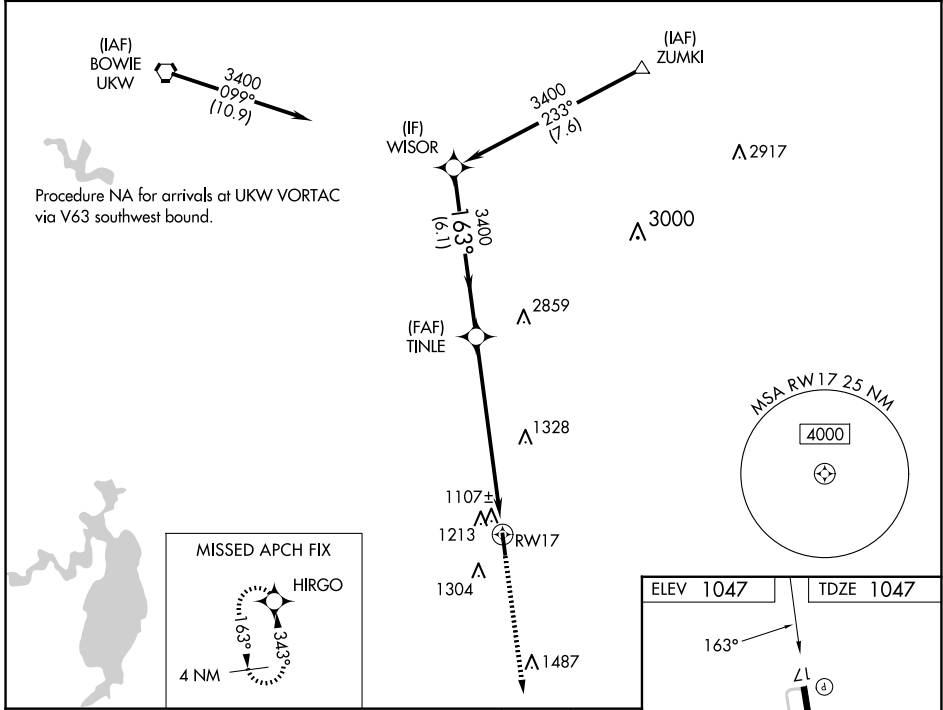 (IAF)
BOWIE
UKW
3400
099°
(10.9)
(IAF)
ZUMKI
3400
233°
(7.6)
(IF)
WISOR
2917
Procedure NA for arrivals at UKW VORTAC
via V63 southwest bound.
3400
163°
(6.1)
3000
2859
(FAF)
TINLE
MSA RW17 25 NM
4000
1328
1107±
1213
RW17
1304
MISSED APCH FIX
HIRGO
163°
343°
4 NM
1487
ELEV 1047
TDZE 1047
163°
17
P